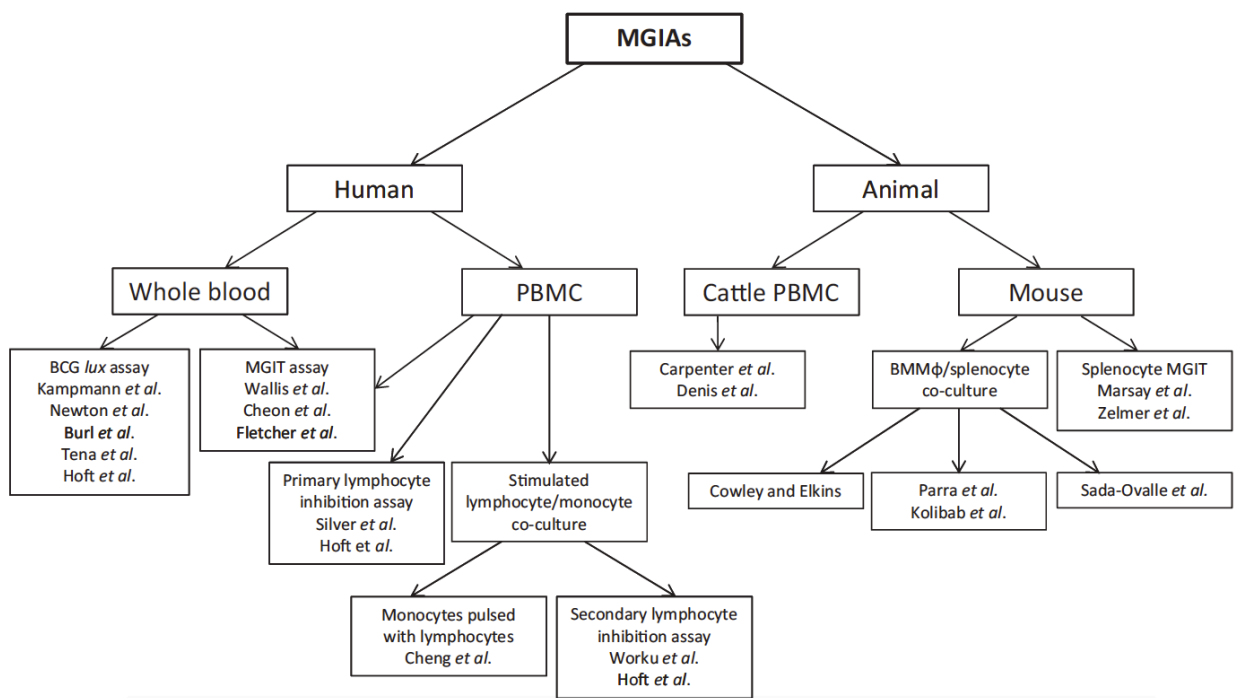 MGIAs
Human
Animal
Whole blood
PBMC
Cattle PBMC
Mouse
BCG lux assay
Kampmann et al.
Newton et al.
Burl et al.
Tena et al.
Hoft et al.
MGIT assay
Wallis et al.
Cheon et al.
Fletcher et al.
Carpenter et al.
Denis et al.
BMMϕ/splenocyte
co-culture
Splenocyte MGIT
Marsay et al.
Zelmer et al.
Primary lymphocyte
inhibition assay
Silver et al.
Hoft et al.
Stimulated
lymphocyte/monocyte
co-culture
Cowley and Elkins
Parra et al.
Kolibab et al.
Sada-Ovalle et al.
Monocytes pulsed
with lymphocytes
Cheng et al.
Secondary lymphocyte
inhibition assay
Worku et al.
Hoft et al.